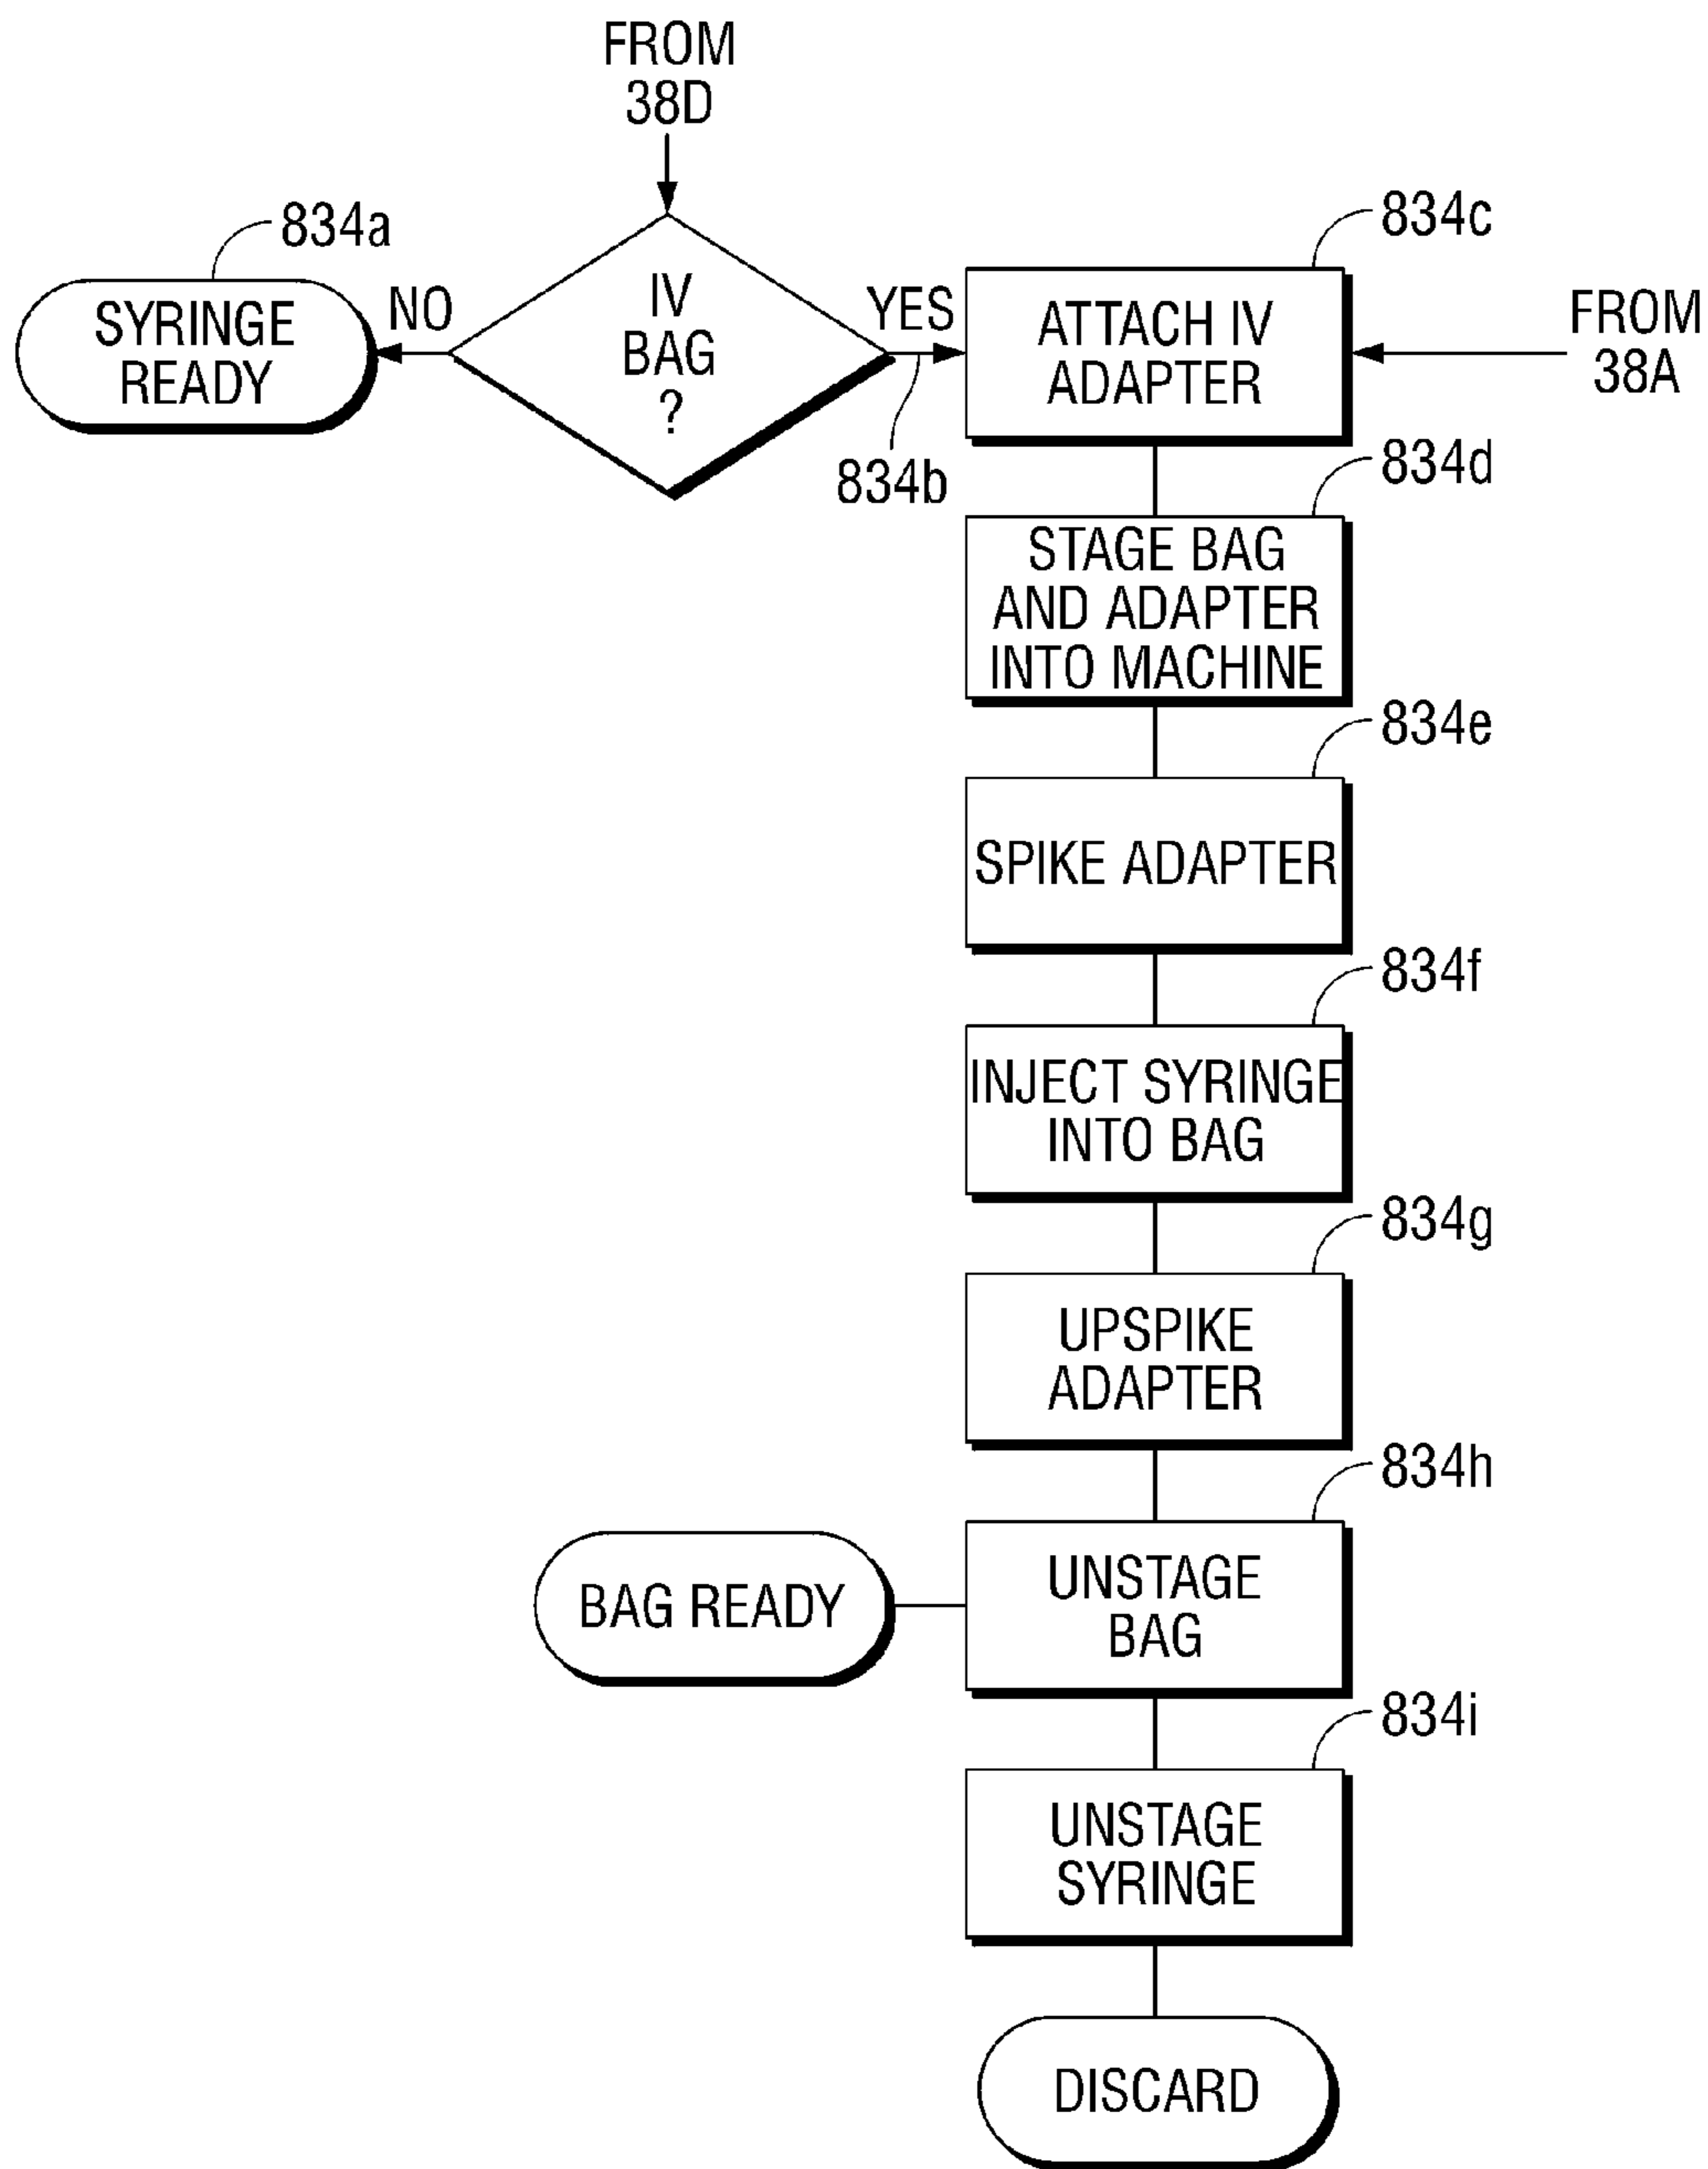 FROM
38D
834a
834c
SYRINGE
READY
NO
IV
BAG
?
YES
834b
ATTACH IV
ADAPTER
FROM
38A
834d
STAGE BAG
AND ADAPTER
INTO MACHINE
834e
SPIKE ADAPTER
834f
INJECT SYRINGE
INTO BAG
834g
UPSPIKE
ADAPTER
834h
BAG READY
UNSTAGE
BAG
834i
UNSTAGE
SYRINGE
DISCARD